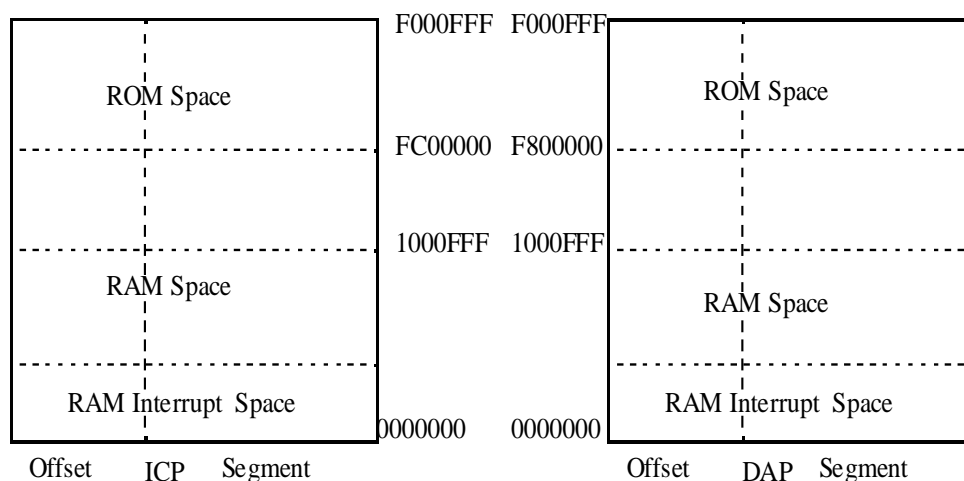 F000FFF F000FFF
ROM Space ROM Space
FC00000 F800000
1000FFF 1000FFF
RAM Space RAM Space
RAM Interrupt Space RAM Interrupt Space
0000000 0000000
Offset ICP Segment Offset DAP Segment